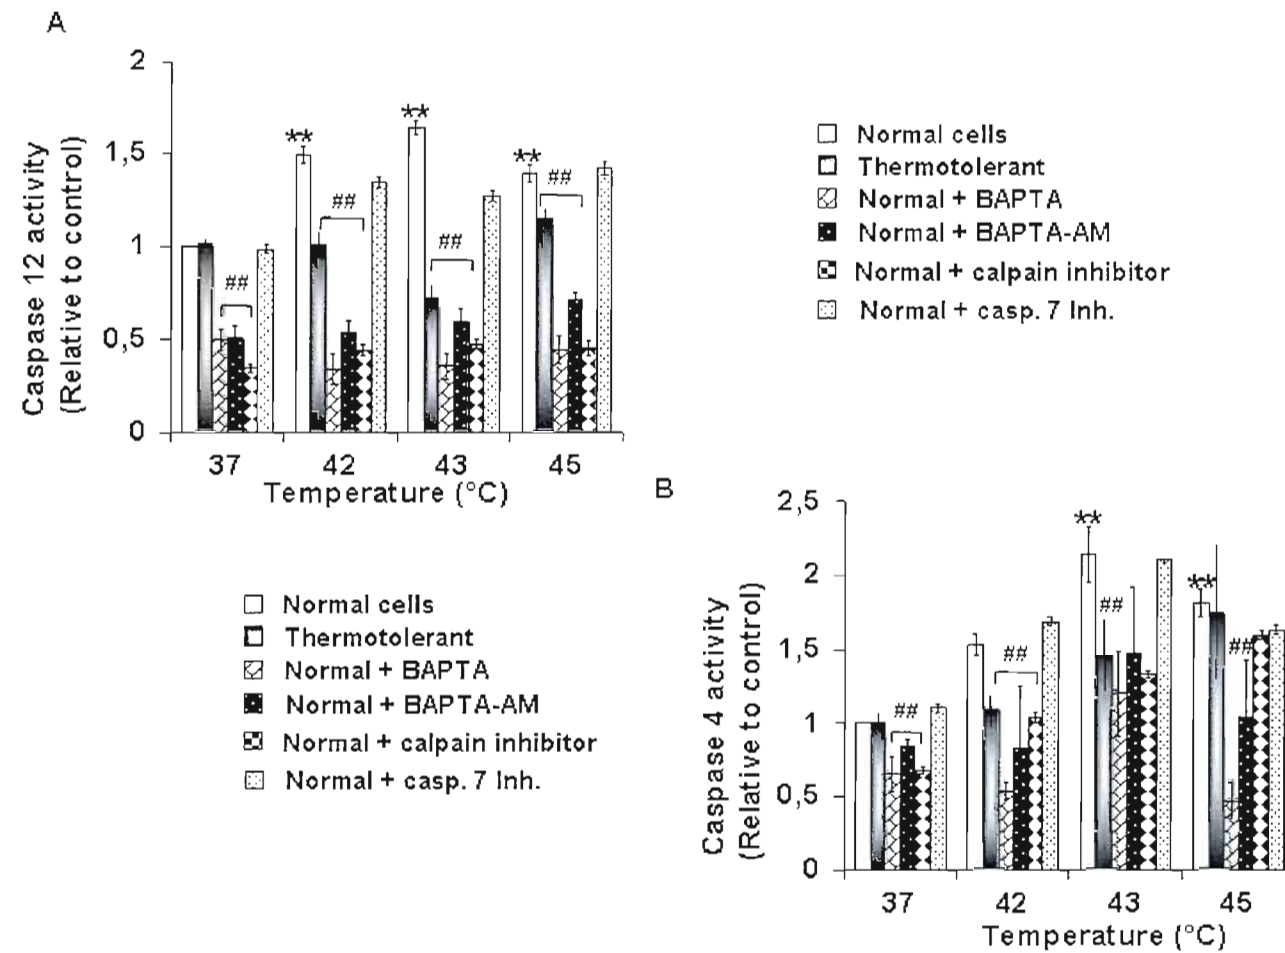 A
2
1,5
1
0,5
0
Caspase 12 activity
(Relative to control)
**
**
**
##
##
##
##
37 42 43 45
Temperature (°C)
Normal cells
Thermotolerant
Normal + BAPTA
Normal + BAPTA-AM
Normal + calpain inhibitor
Normal + casp. 7 Inh.
Normal cells
Thermotolerant
Normal + BAPTA
Normal + BAPTA-AM
Normal + calpain inhibitor
Normal + casp. 7 Inh.
B
2,5
2
1,5
1
0,5
0
Caspase 4 activity
(Relative to control)
**
**
##
##
##
##
37 42 43 45
Temperature (°C)